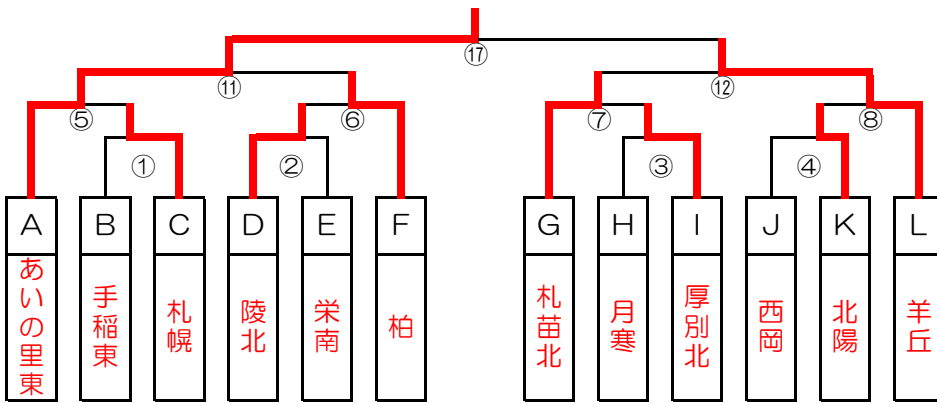 ⑰
⑪
⑫
⑤
⑥
⑦
⑧
①
②
③
④
A
B
C
D
E
F
G
H
I
J
K
L
あいの里東
手稲東
札幌
陵北
栄南
柏
札苗北
月寒
厚別北
西岡
北陽
羊丘